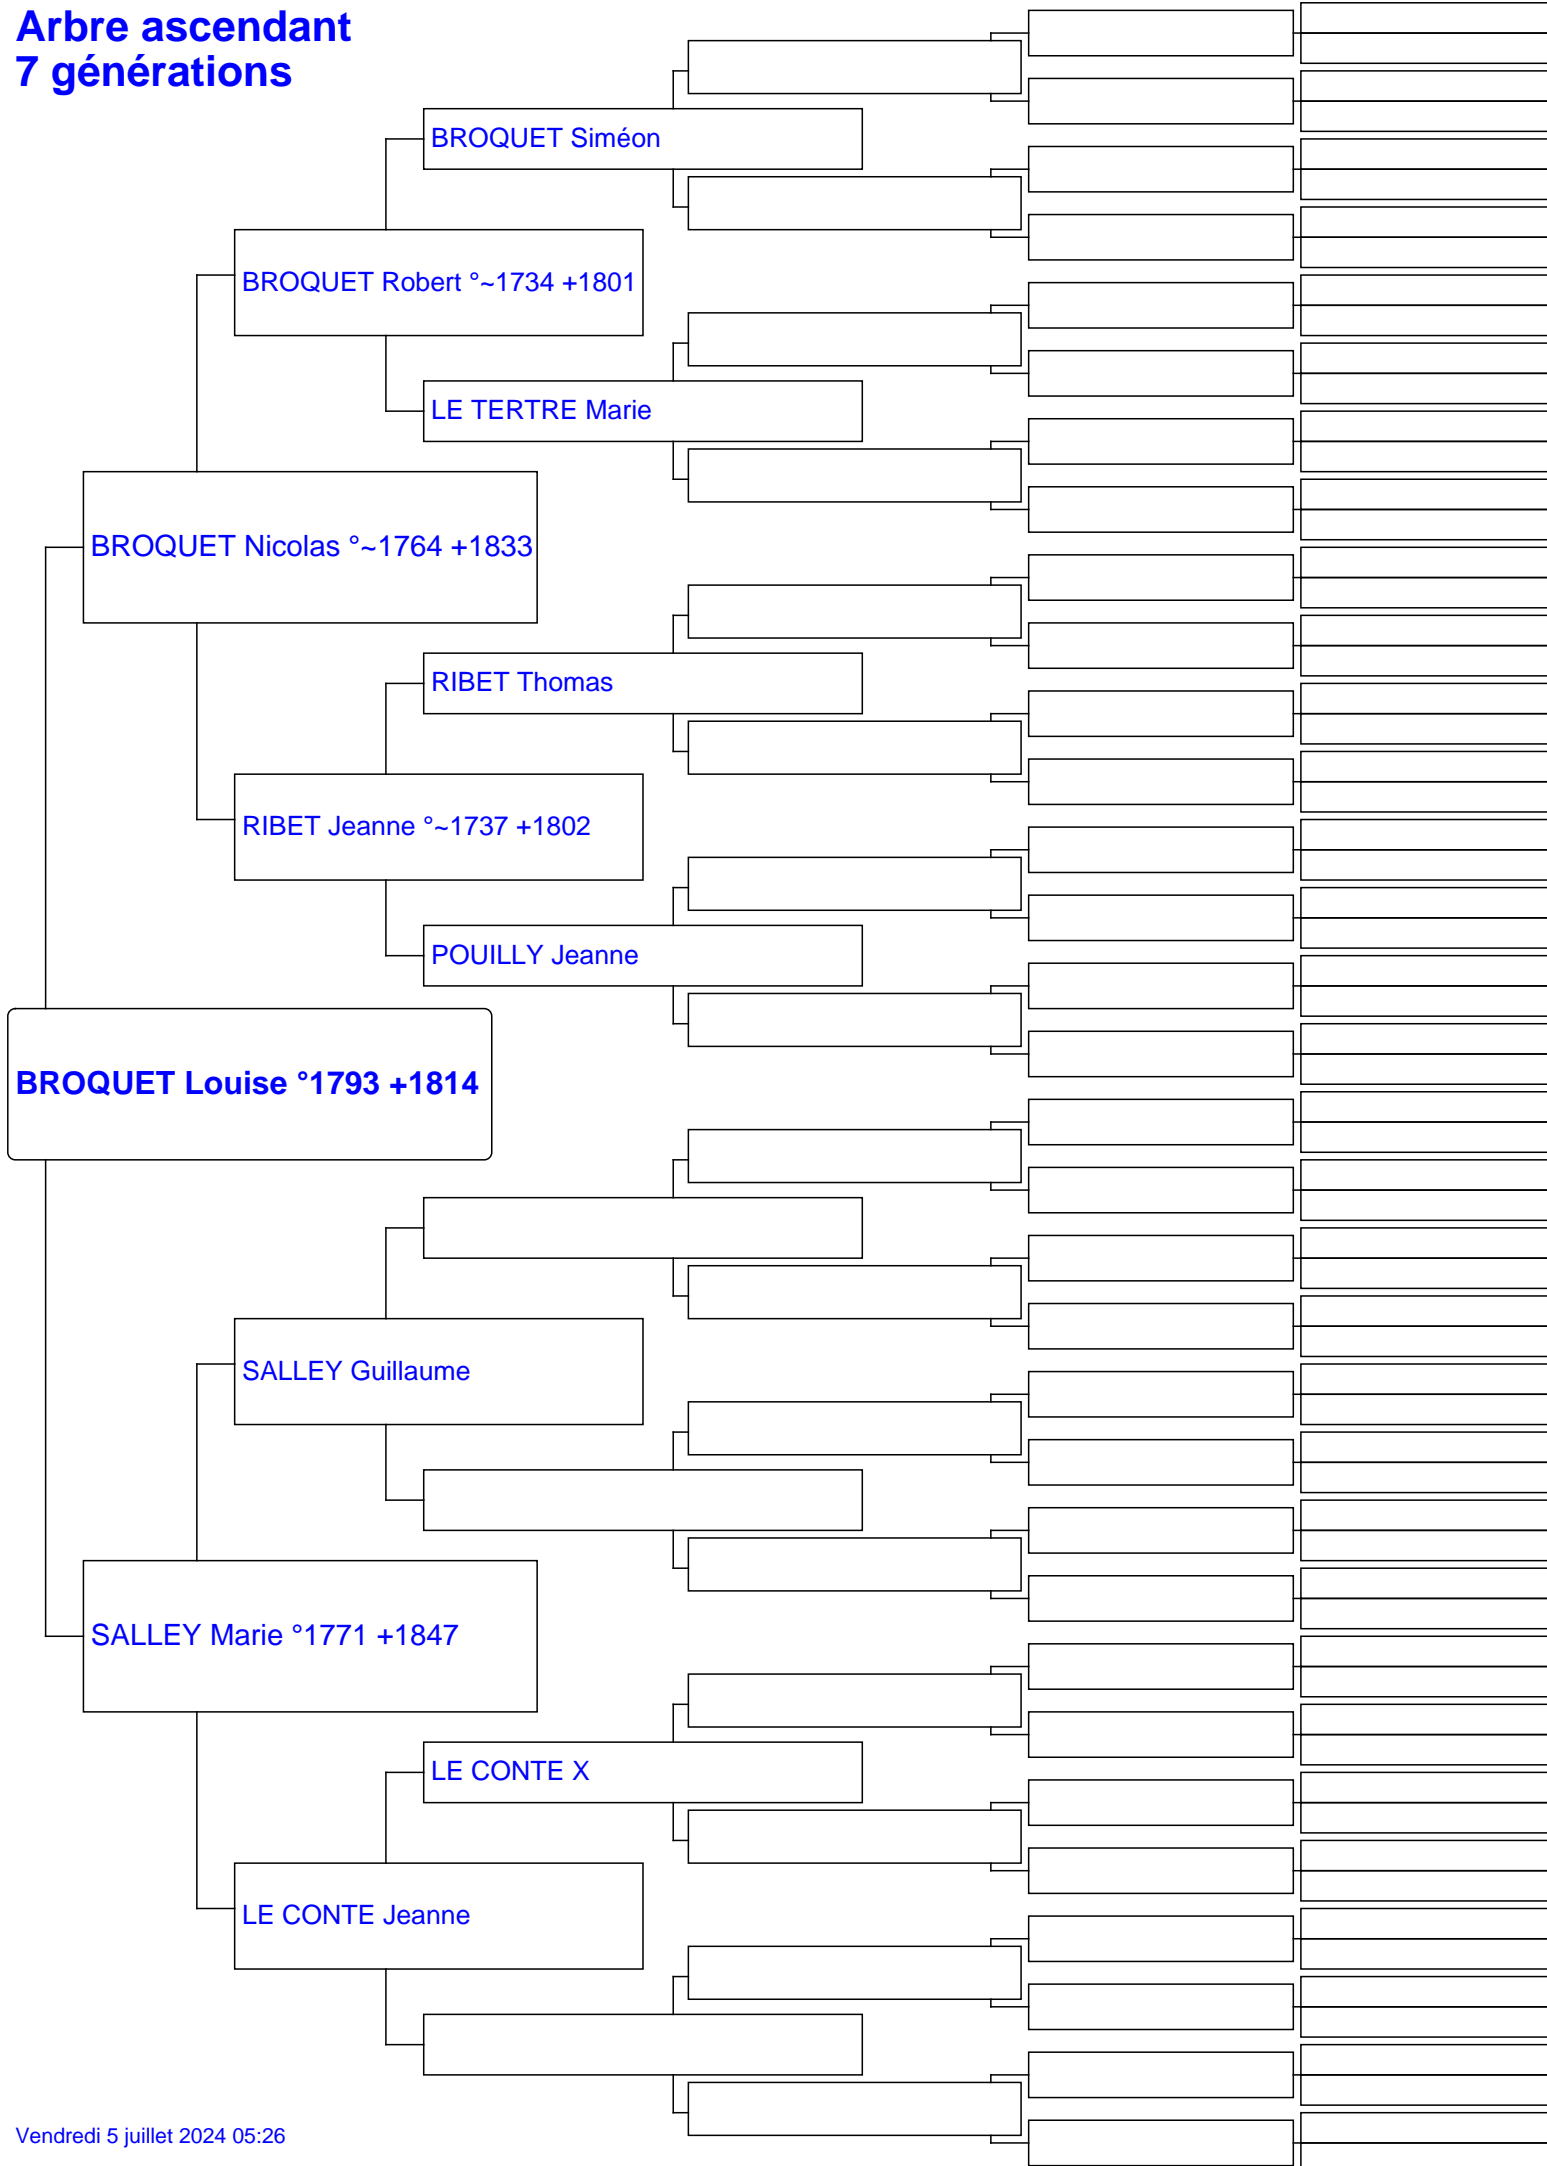 Arbre ascendant
7 générations
BROQUET Siméon
BROQUET Robert °~1734 +1801
LE TERTRE Marie
BROQUET Nicolas °~1764 +1833
RIBET Thomas
RIBET Jeanne °~1737 +1802
POUILLY Jeanne
BROQUET Louise °1793 +1814
SALLEY Guillaume
SALLEY Marie °1771 +1847
LE CONTE X
LE CONTE Jeanne
Vendredi 5 juillet 2024 05:26